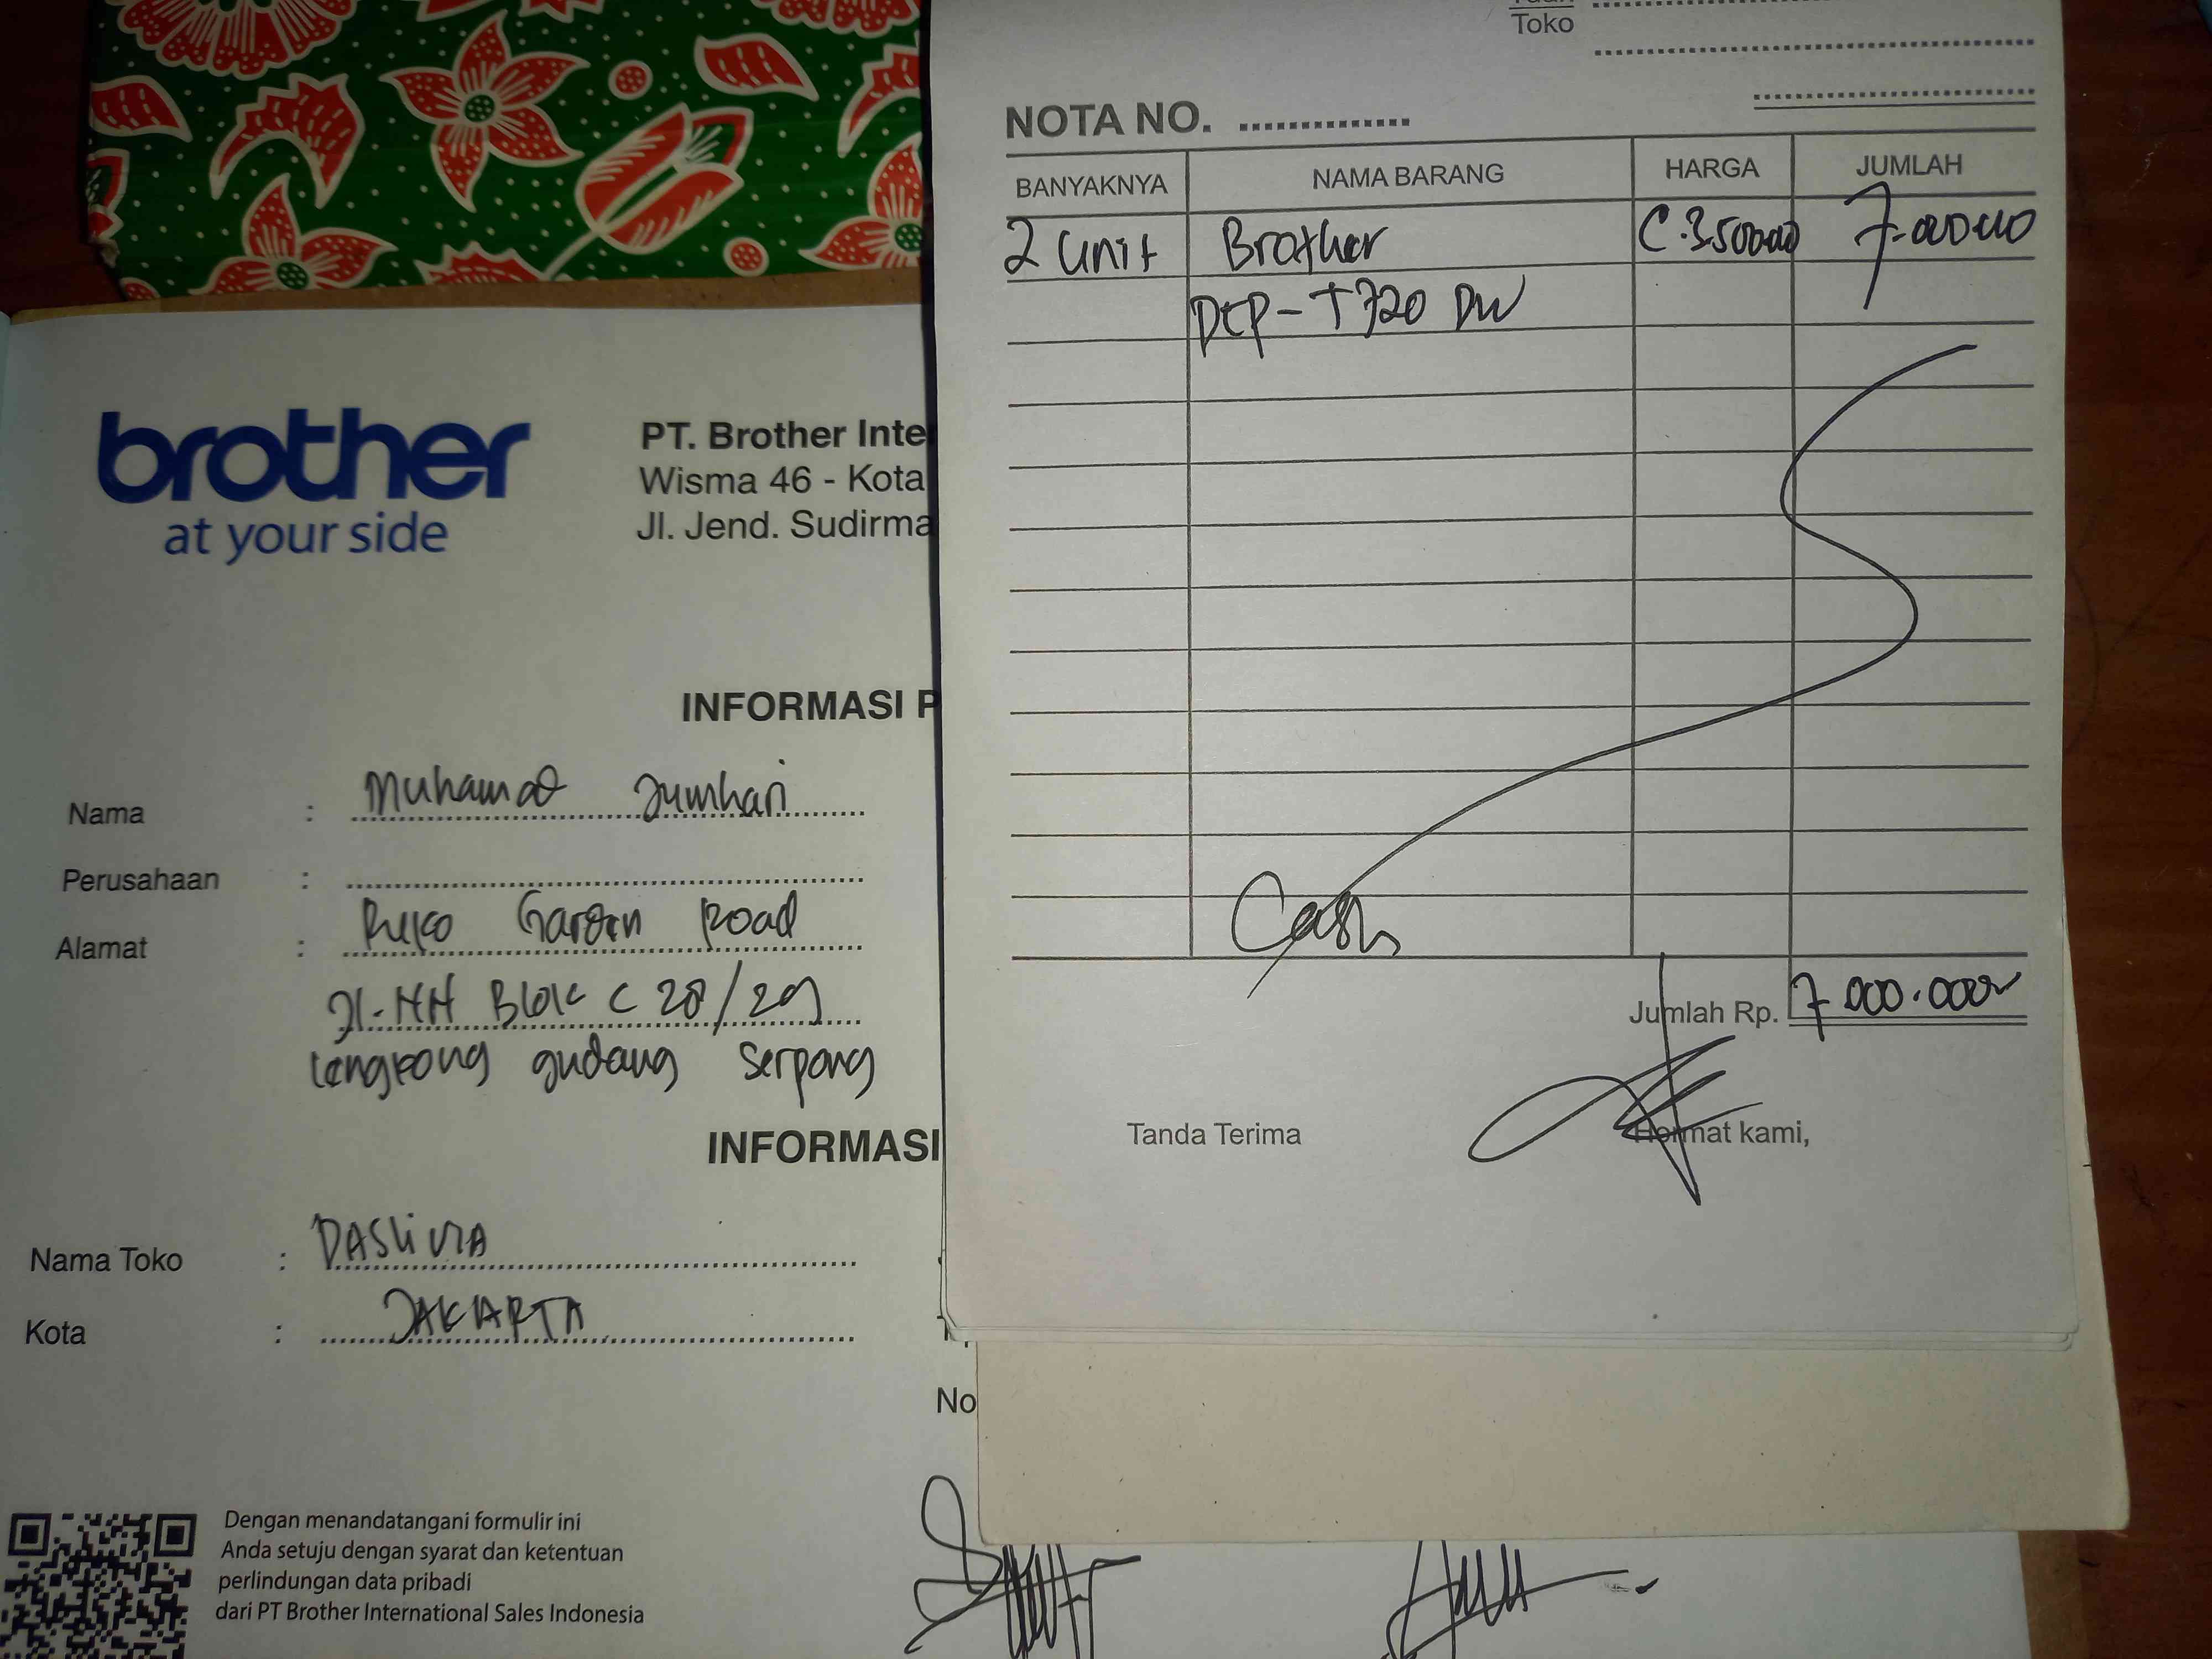 Toko
NOTA NO.
BANYAKNYA NAMA BARANG HARGA JUMLAH
2 Unit Brother C.3.500.000 7.000.000
DCP-T720 DW
Cash
Jumlah Rp. 7.000.000
Tanda Terima Hormat kami,
brother
at your side
PT. Brother Inte
Wisma 46 - Kota
Jl. Jend. Sudirma
INFORMASI P
Nama : Muhamad Jumhari
Perusahaan :
Alamat : Ruko Garden Road
Jl. HH Blok C 28/29
lengkong gudang serpong
INFORMASI
Nama Toko :
Kota : JAKARTA
No
Dengan menandatangani formulir ini
Anda setuju dengan syarat dan ketentuan
perlindungan data pribadi
dari PT Brother International Sales Indonesia